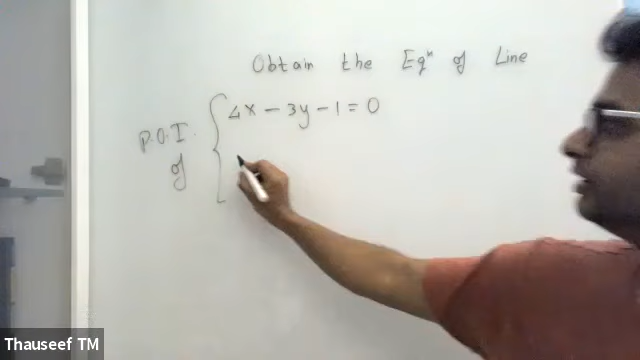 Obtain the Eqⁿ of Line
P.O.I. of
4x - 3y - 1 = 0
Thauseef TM